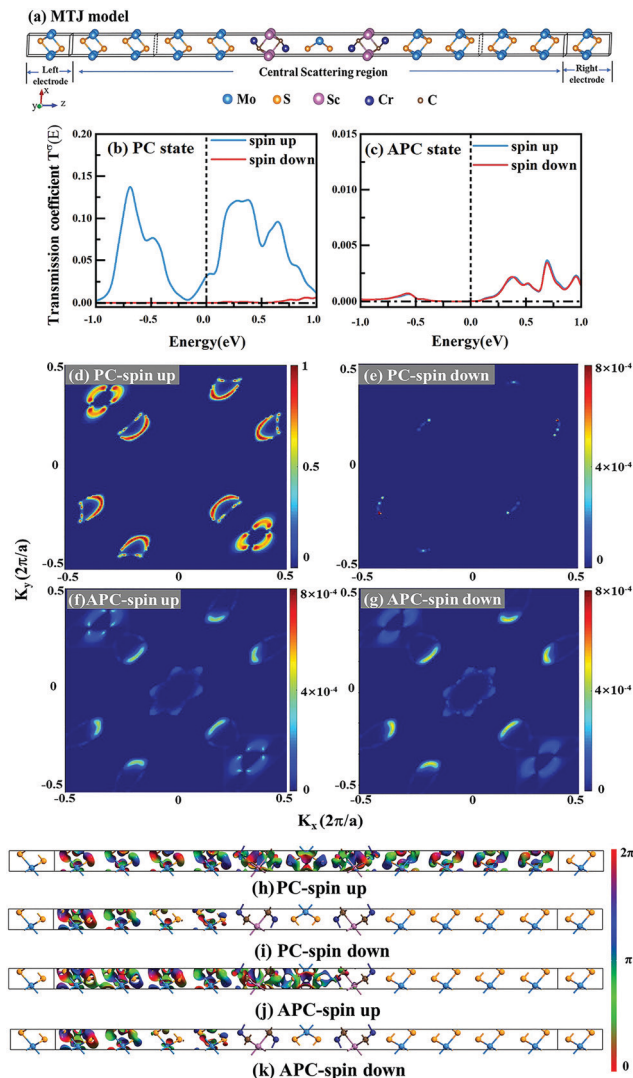 (a) MTJ model
Left electrode
Central Scattering region
Right electrode
x
y
z
Mo S Sc Cr C
Transmission coefficient T^σ(E)
0.20
0.15
0.10
0.05
0.00
(b) PC state
spin up
spin down
-1.0 -0.5 0.0 0.5 1.0
Energy(eV)
0.015
0.010
0.005
0.000
(c) APC state
spin up
spin down
-1.0 -0.5 0.0 0.5 1.0
Energy(eV)
K_y (2π/a)
0.5
0
-0.5
(d) PC-spin up
1
0.5
0
(e) PC-spin down
8×10⁻⁴
4×10⁻⁴
0
0.5
0
-0.5
(f)APC-spin up
8×10⁻⁴
4×10⁻⁴
0
(g) APC-spin down
8×10⁻⁴
4×10⁻⁴
0
-0.5 0 0.5
-0.5 0 0.5
K_x (2π/a)
(h) PC-spin up
(i) PC-spin down
(j) APC-spin up
(k) APC-spin down
2π
π
0